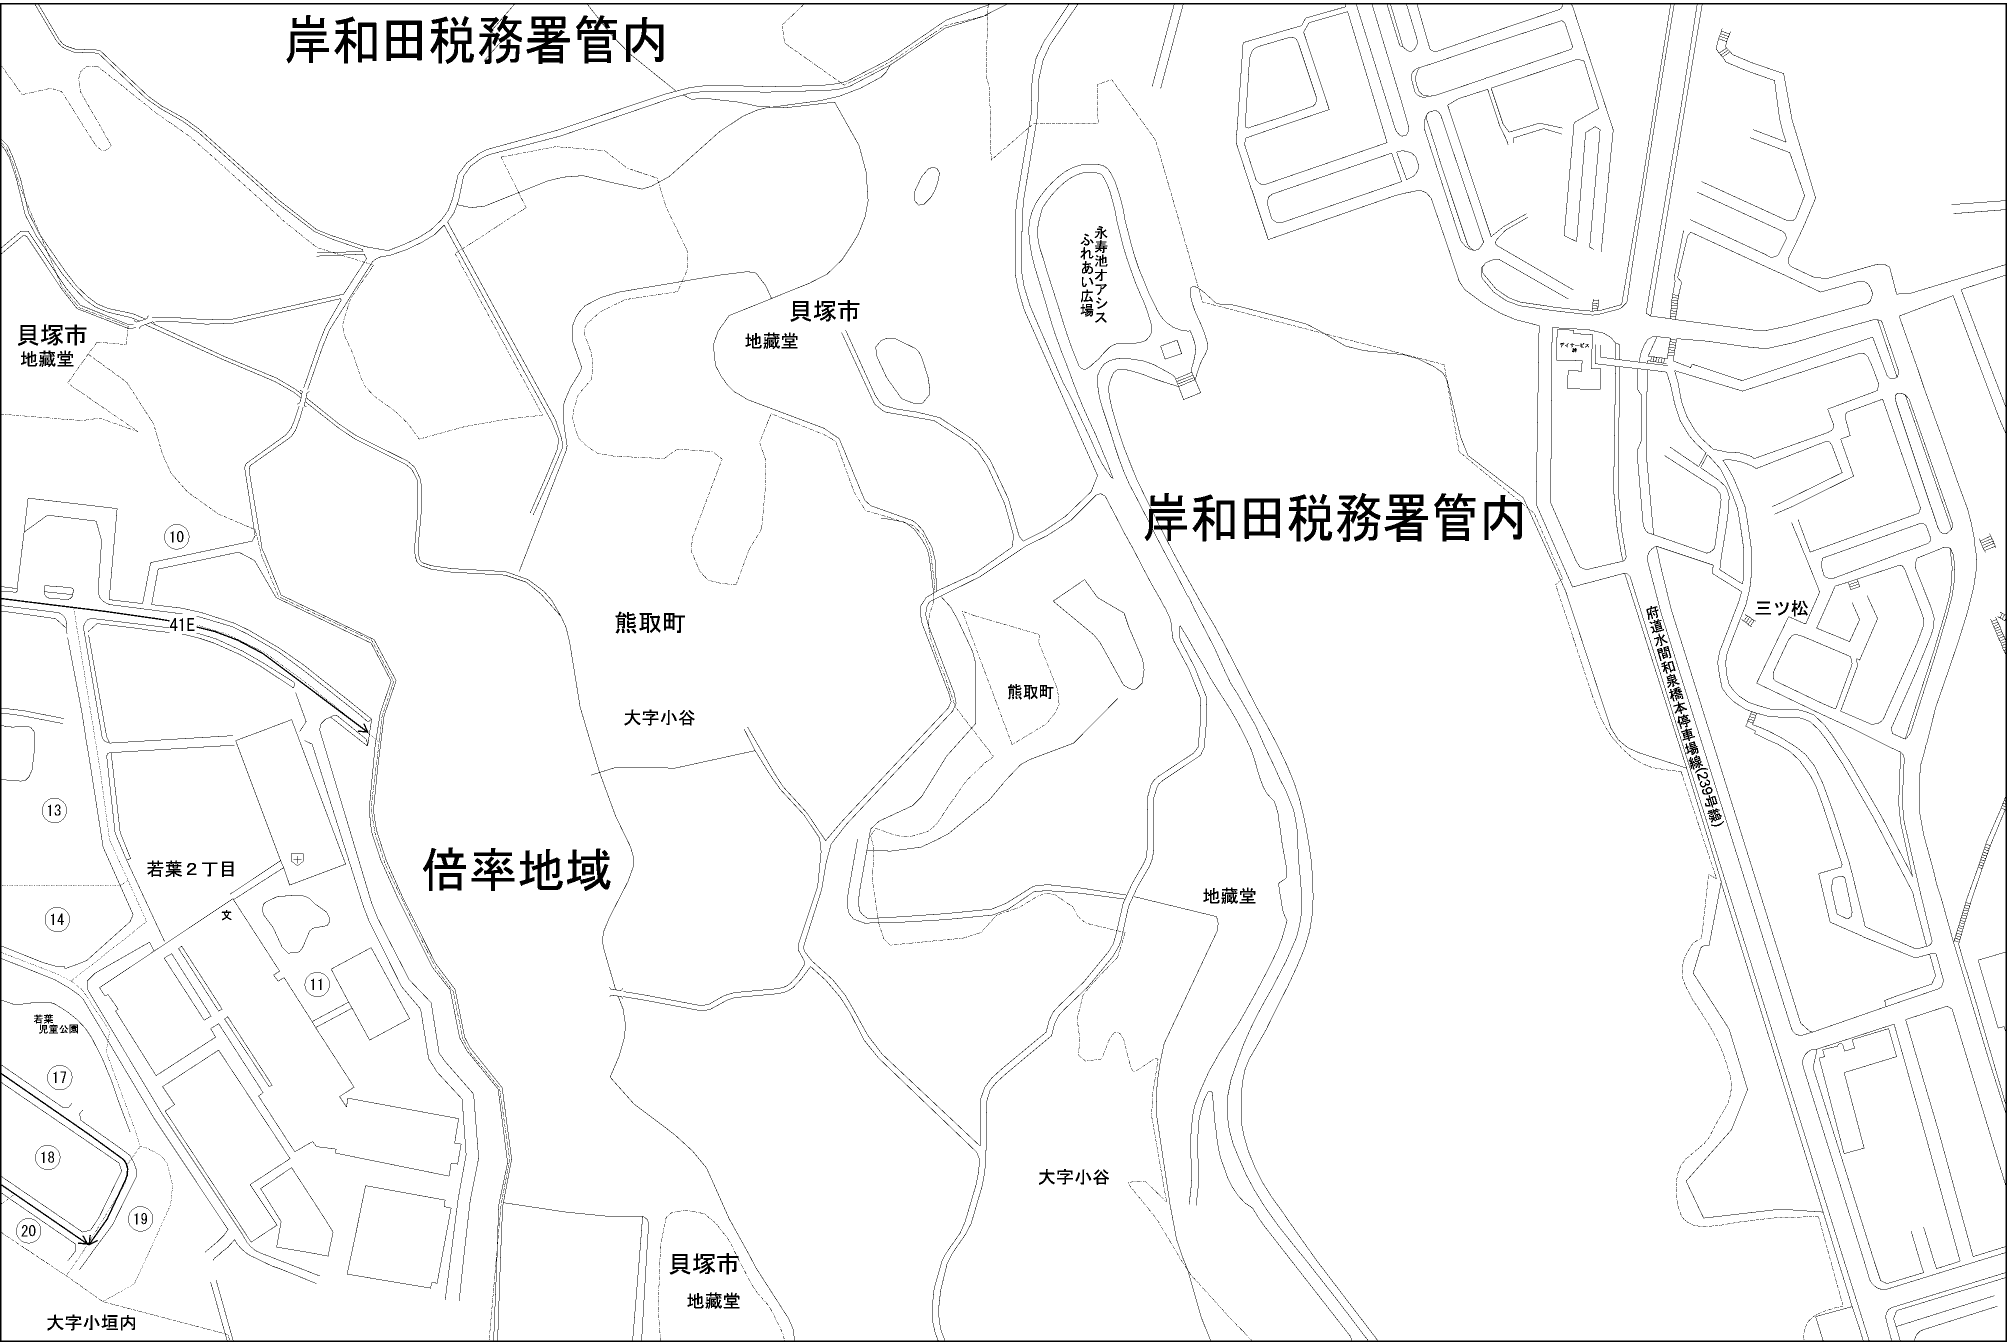 岸和田税務署管内
永寿池オアシス
ふれあい広場
貝塚市
地蔵堂
貝塚市
地蔵堂
デイサービス
岸和田税務署管内
10
41E
熊取町
三ツ松
府道水間和泉橋本停車場線(239号線)
熊取町
大字小谷
13
若葉2丁目
倍率地域
地蔵堂
文
14
11
若葉
児童公園
17
18
大字小谷
19
20
貝塚市
地蔵堂
大字小垣内